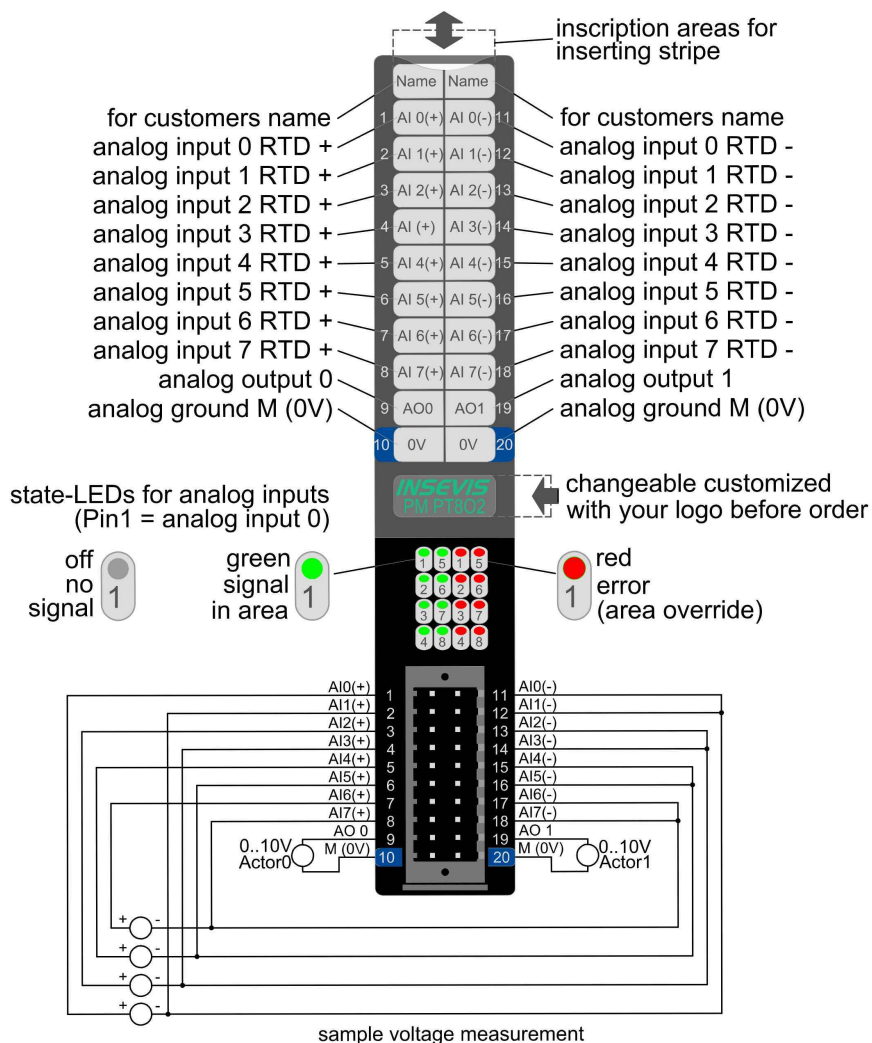 inscription areas for
inserting stripe
Name Name
for customers name for customers name
analog input 0 RTD + 1 AI 0(+) AI 0(-) 11 analog input 0 RTD -
analog input 1 RTD + 2 AI 1(+) AI 1(-) 12 analog input 1 RTD -
analog input 2 RTD + 3 AI 2(+) AI 2(-) 13 analog input 2 RTD -
analog input 3 RTD + 4 AI (+) AI 3(-) 14 analog input 3 RTD -
analog input 4 RTD + 5 AI 4(+) AI 4(-) 15 analog input 4 RTD -
analog input 5 RTD + 6 AI 5(+) AI 5(-) 16 analog input 5 RTD -
analog input 6 RTD + 7 AI 6(+) AI 6(-) 17 analog input 6 RTD -
analog input 7 RTD + 8 AI 7(+) AI 7(-) 18 analog input 7 RTD -
analog output 0 9 AO0 AO1 19 analog output 1
analog ground M (0V) 10 0V 0V 20 analog ground M (0V)
INSEVIS
PM PT802
changeable customized
with your logo before order
state-LEDs for analog inputs
(Pin1 = analog input 0)
off
no
signal
1
green
signal
in area
1
1 5 1 5
2 6 2 6
3 7 3 7
4 8 4 8
1
red
error
(area override)
AI0(+) 1 11 AI0(-)
AI1(+) 2 12 AI1(-)
AI2(+) 3 13 AI2(-)
AI3(+) 4 14 AI3(-)
AI4(+) 5 15 AI4(-)
AI5(+) 6 16 AI5(-)
AI6(+) 7 17 AI6(-)
AI7(+) 8 18 AI7(-)
AO 0 9 19 AO 1
M (0V) 10 20 M (0V)
0..10V
Actor0
0..10V
Actor1
+ -
+ -
+ -
+ -
sample voltage measurement